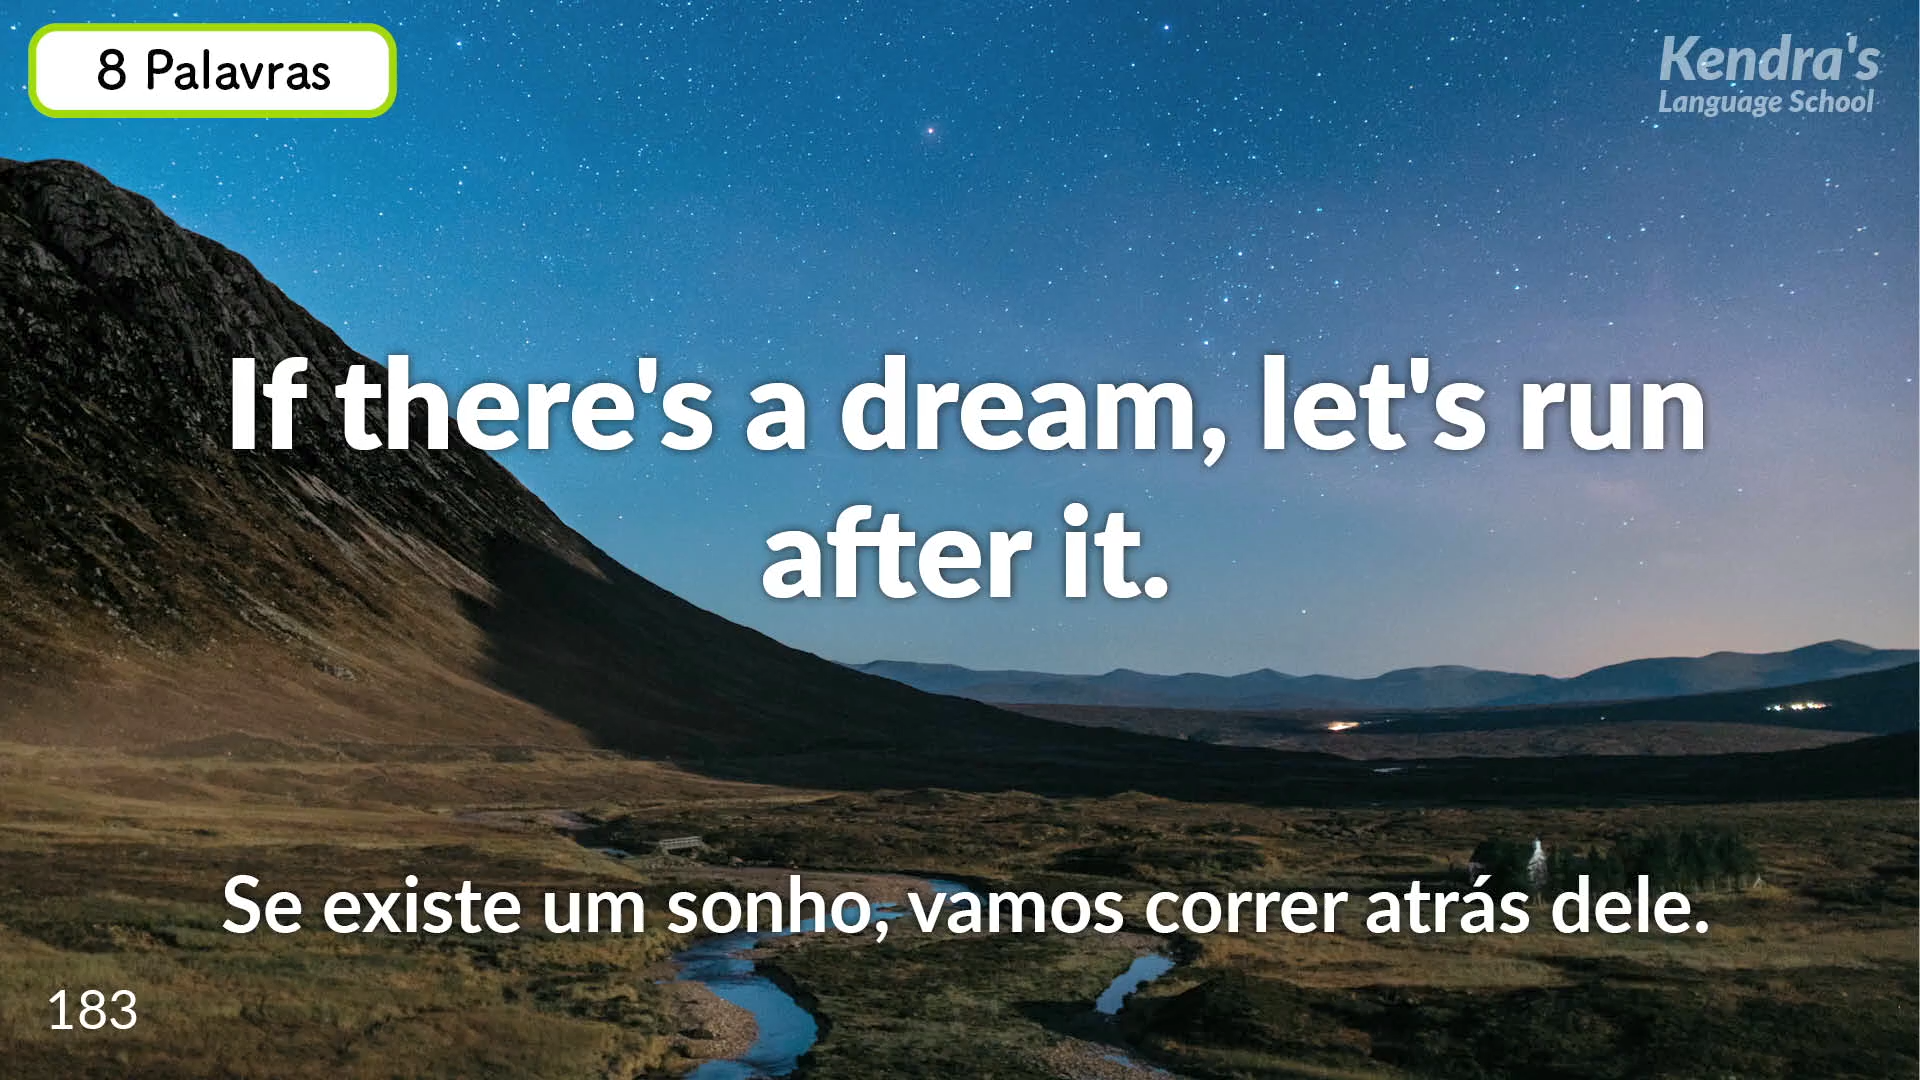 8 Palavras
Kendra's
Language School
If there's a dream, let's run
after it.
Se existe um sonho, vamos correr atrás dele.
183